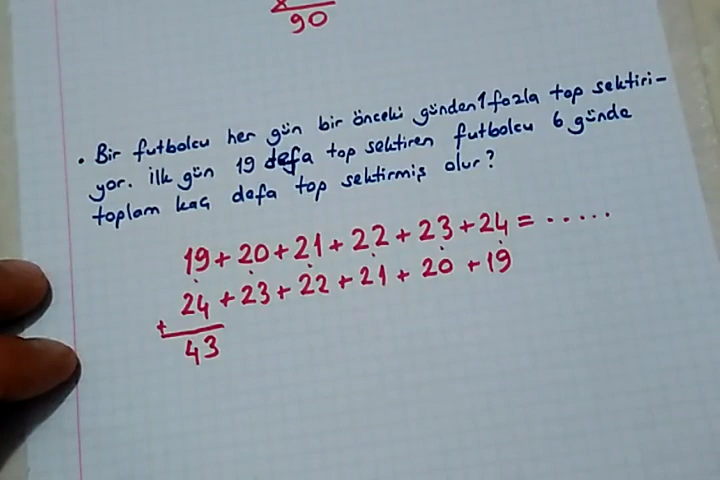 x
90
• Bir futbolcu her gün bir önceki günden 1 fazla top sektiri-
yor. İlk gün 19 defa top sektiren futbolcu 6 günde
toplam kaç defa top sektirmiş olur?
19+20+21+22+23+24=.....
24+23+22+21+20+19
+
43